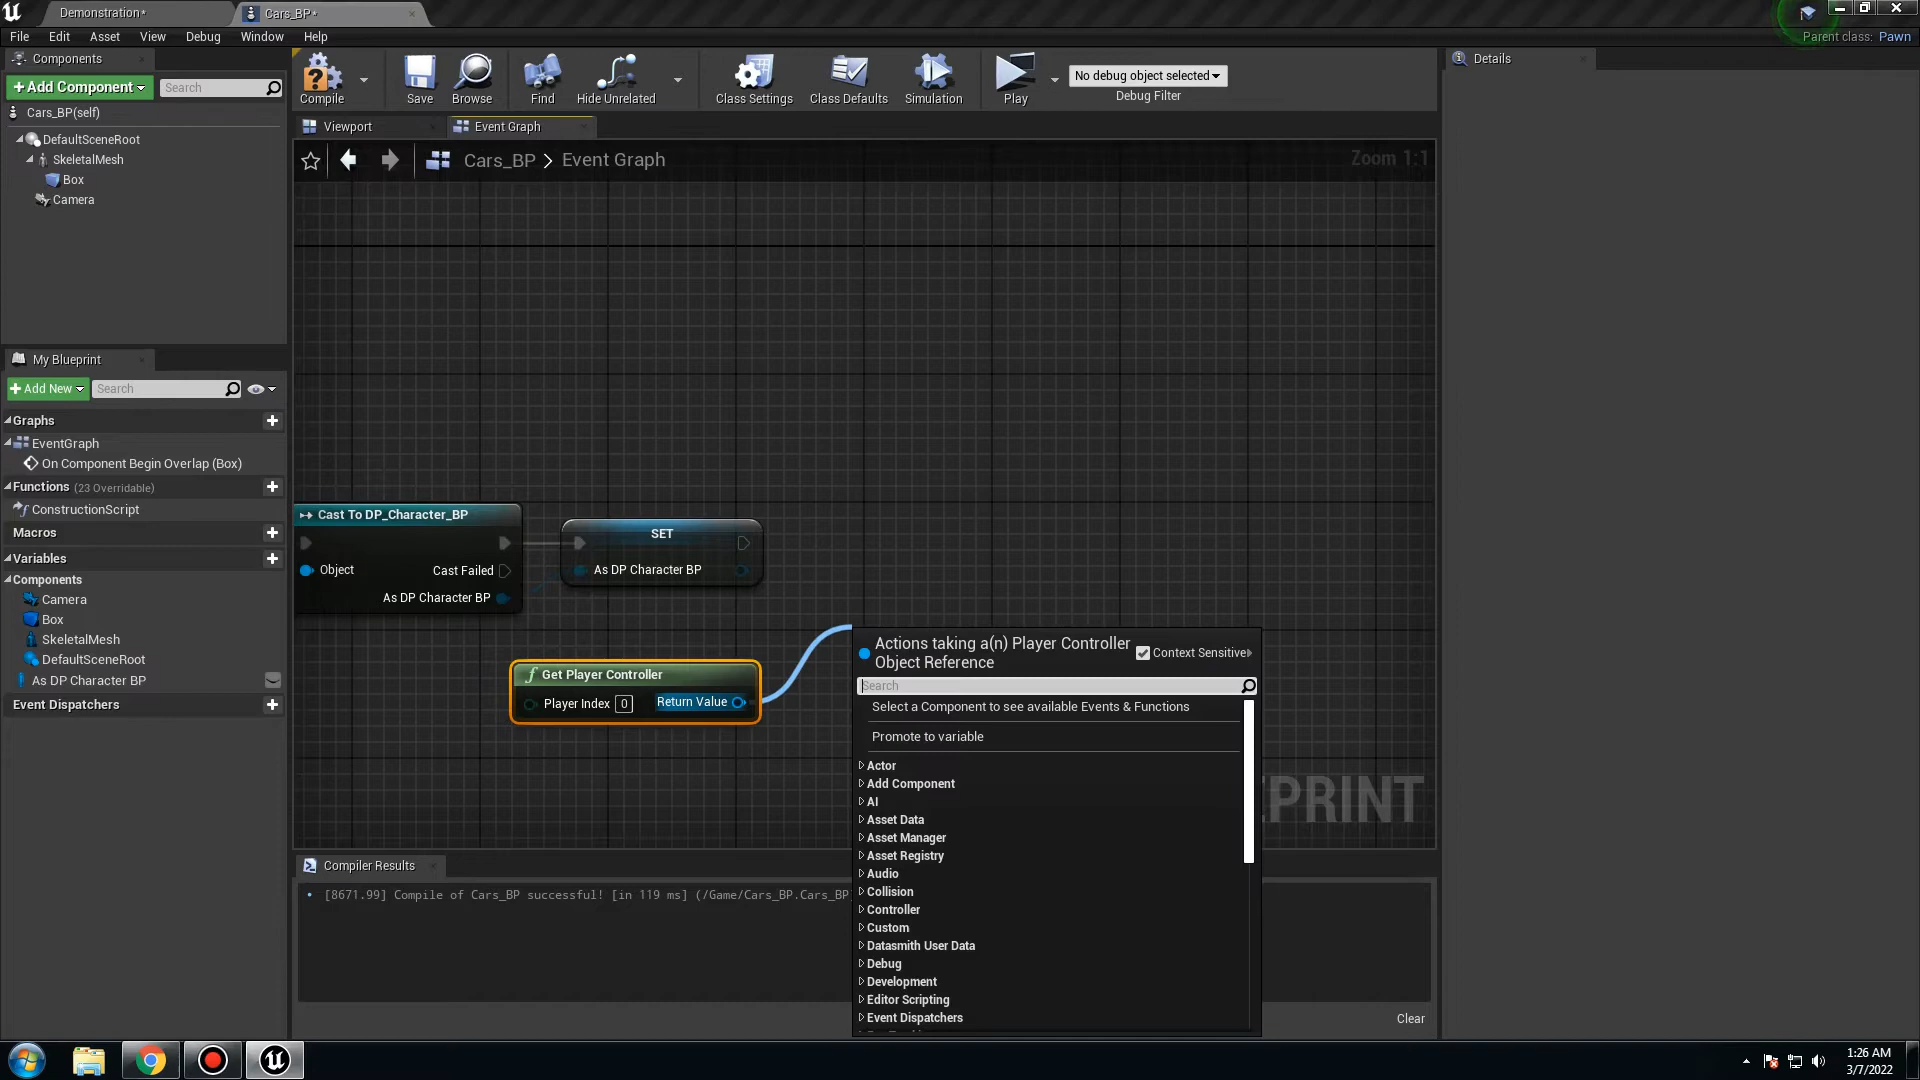 Demonstration*
Cars_BP*
File Edit Asset View Debug Window Help
Parent class: Pawn
Components
+Add Component
Search
Cars_BP(self)
DefaultSceneRoot
SkeletalMesh
Box
Camera
Compile
Save
Browse
Find
Hide Unrelated
Class Settings
Class Defaults
Simulation
Play
No debug object selected
Debug Filter
Details
Viewport
Event Graph
Cars_BP > Event Graph
Zoom 1:1
My Blueprint
+Add New
Search
Graphs
EventGraph
On Component Begin Overlap (Box)
Functions (23 Overridable)
ConstructionScript
Macros
Variables
Components
Camera
Box
SkeletalMesh
DefaultSceneRoot
As DP Character BP
Event Dispatchers
Cast To DP_Character_BP
Object
Cast Failed
As DP Character BP
SET
As DP Character BP
Get Player Controller
Player Index 0
Return Value
Actions taking a(n) Player Controller
Object Reference
Context Sensitive
Search
Select a Component to see available Events & Functions
Promote to variable
Actor
Add Component
AI
Asset Data
Asset Manager
Asset Registry
Audio
Collision
Controller
Custom
Datasmith User Data
Debug
Development
Editor Scripting
Event Dispatchers
PRINT
Compiler Results
[8671.99] Compile of Cars_BP successful! [in 119 ms] (/Game/Cars_BP.Cars_BP
Clear
1:26 AM
3/7/2022